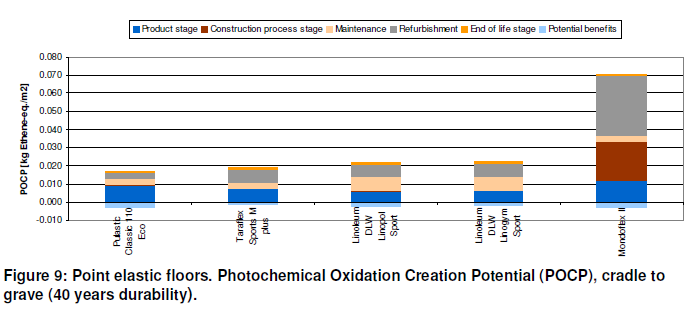 Product stage Construction process stage Maintenance Refurbishment End of life stage Potential benefits
0.080
0.070
0.060
0.050
0.040
0.030
0.020
0.010
0.000
-0.010
POCP [kg Ethene-eq./m2]
Pulastic
Classic 110
Eco
Taraflex
Sports M
plus
Linoleum
DLW
Linopol
Sport
Linoleum
DLW
Linogym
Sport
Mondoflex II
Figure 9: Point elastic floors. Photochemical Oxidation Creation Potential (POCP), cradle to
grave (40 years durability).